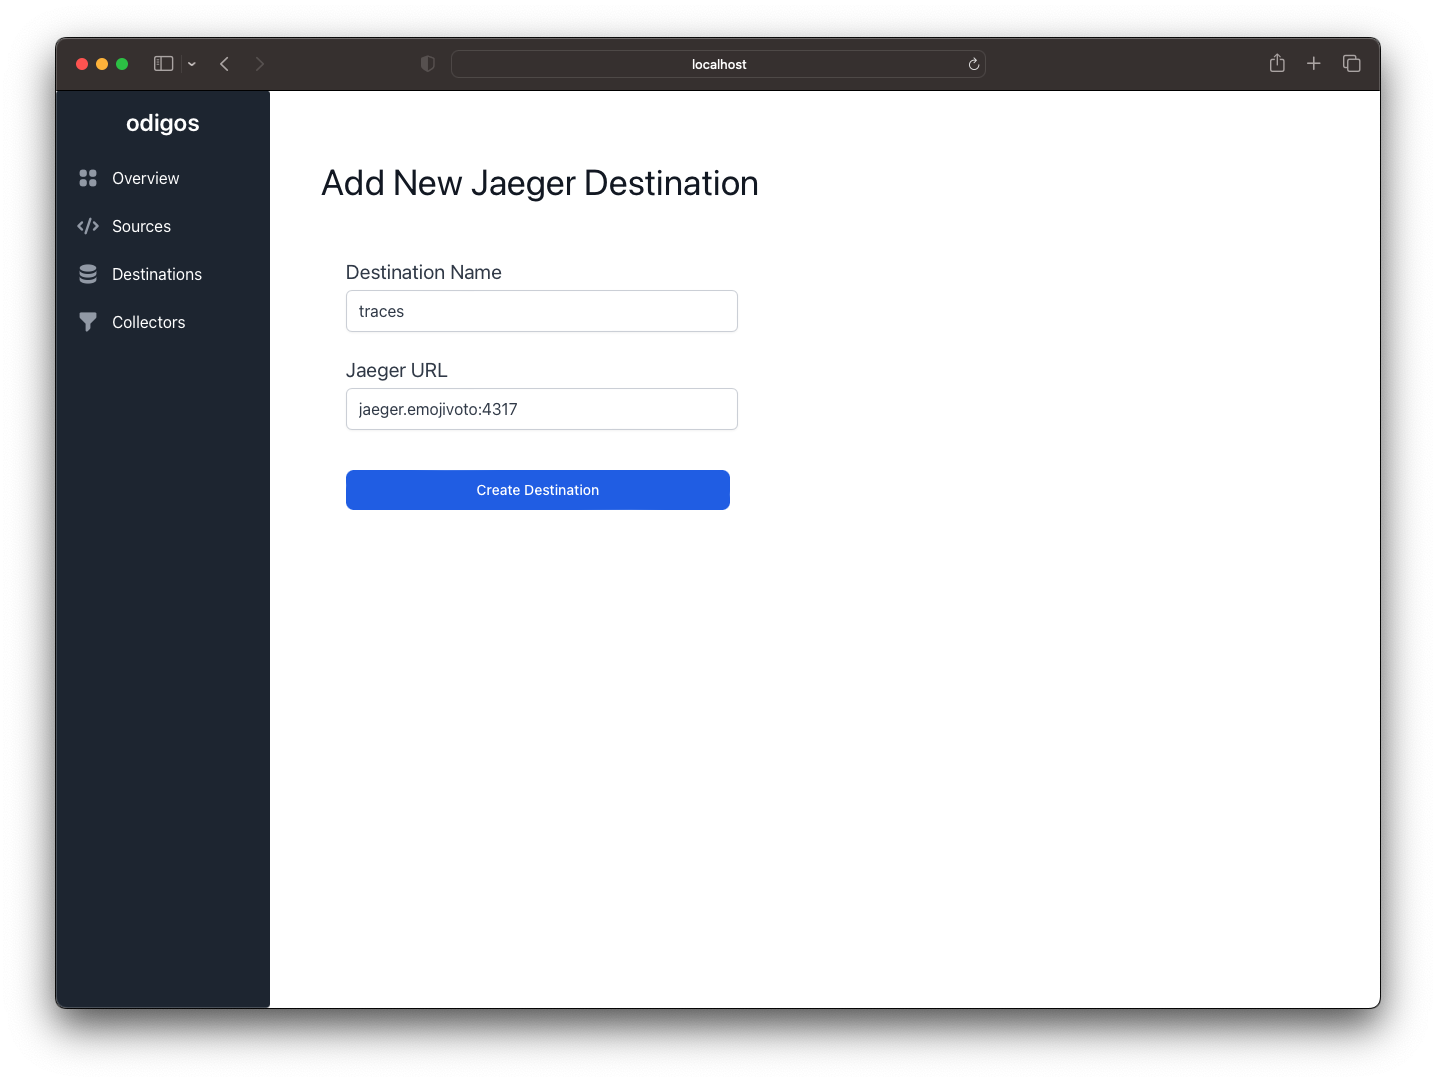 localhost
odigos
Overview
Sources
Destinations
Collectors
Add New Jaeger Destination
Destination Name
traces
Jaeger URL
jaeger.emojivoto:4317
Create Destination